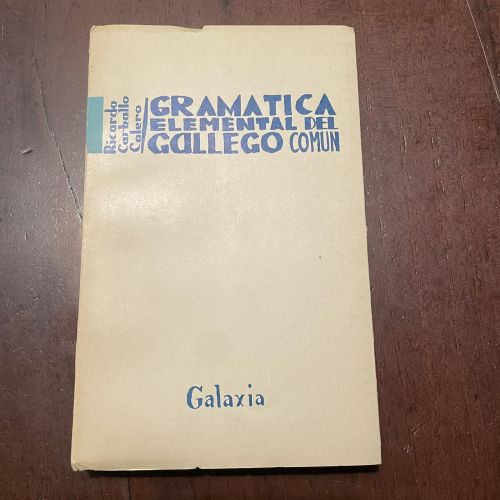 Ricardo
Carballo
Calero
GRAMATICA
ELEMENTAL DEL
GALLEGO COMUN
Galaxia